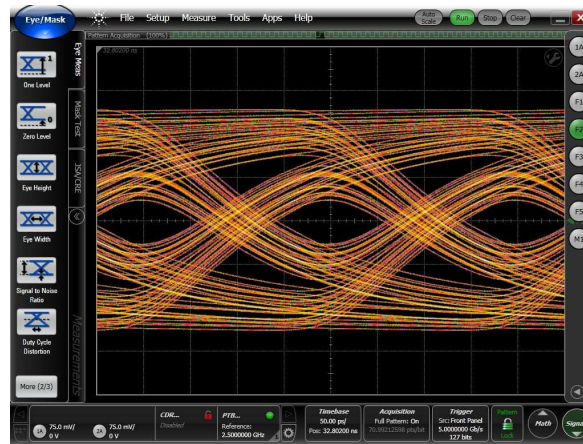 Eye/Mask
File Setup Measure Tools Apps Help
Auto Scale
Run
Stop
Clear
Pattern Acquisition (100%)
32.80200 ns
Eye Meas
Mask Test
JSA/CRE
Measurements
One Level
Zero Level
Eye Height
Eye Width
Signal to Noise
Ratio
Duty Cycle
Distortion
More (2/3)
1A
2A
F1
F2
F3
F4
F5
M1
1A
75.0 mV/
0 V
2A
75.0 mV/
0 V
CDR...
Disabled
PTB...
Reference:
2.5000000 GHz
Timebase
50.00 ps/
Pos: 32.80200 ns
Acquisition
Full Pattern: On
70.99212598 pts/bit
Trigger
Src: Front Panel
5.0000000 Gb/s
127 bits
Pattern
Lock
Math